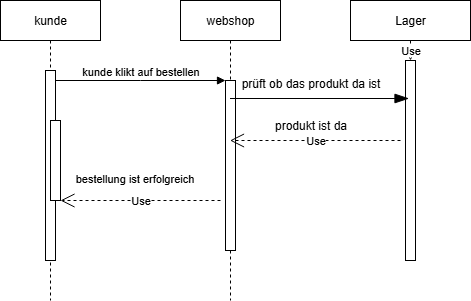 kunde
webshop
Lager
Use
kunde klikt auf bestellen
prüft ob das produkt da ist
produkt ist da
Use
bestellung ist erfolgreich
Use